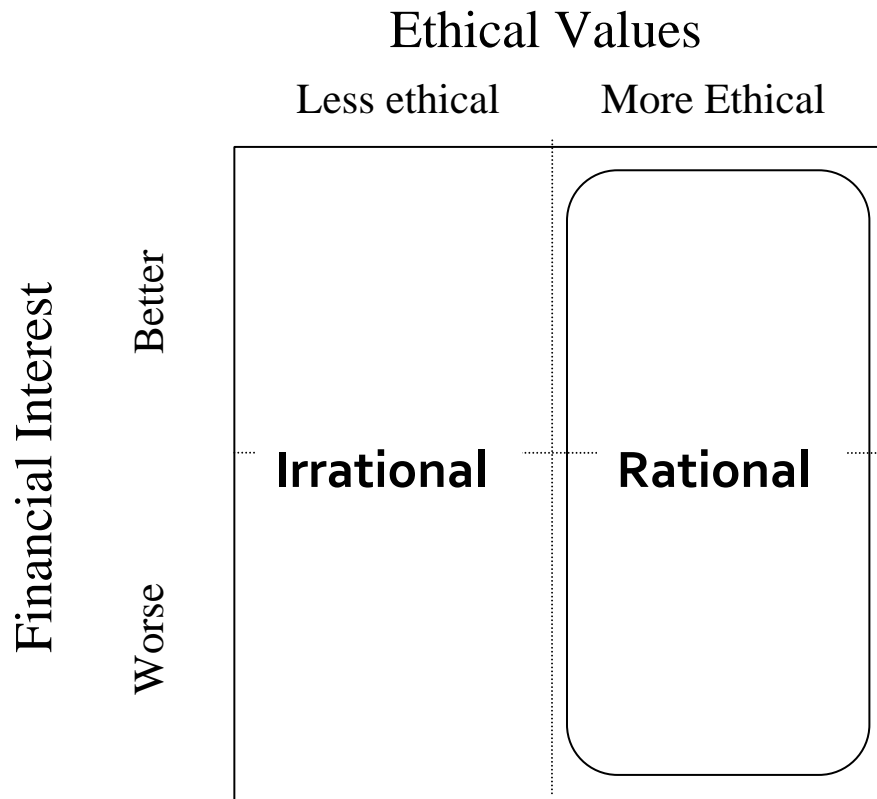 Ethical Values
Less ethical More Ethical
Financial Interest
Better
Irrational Rational
Worse